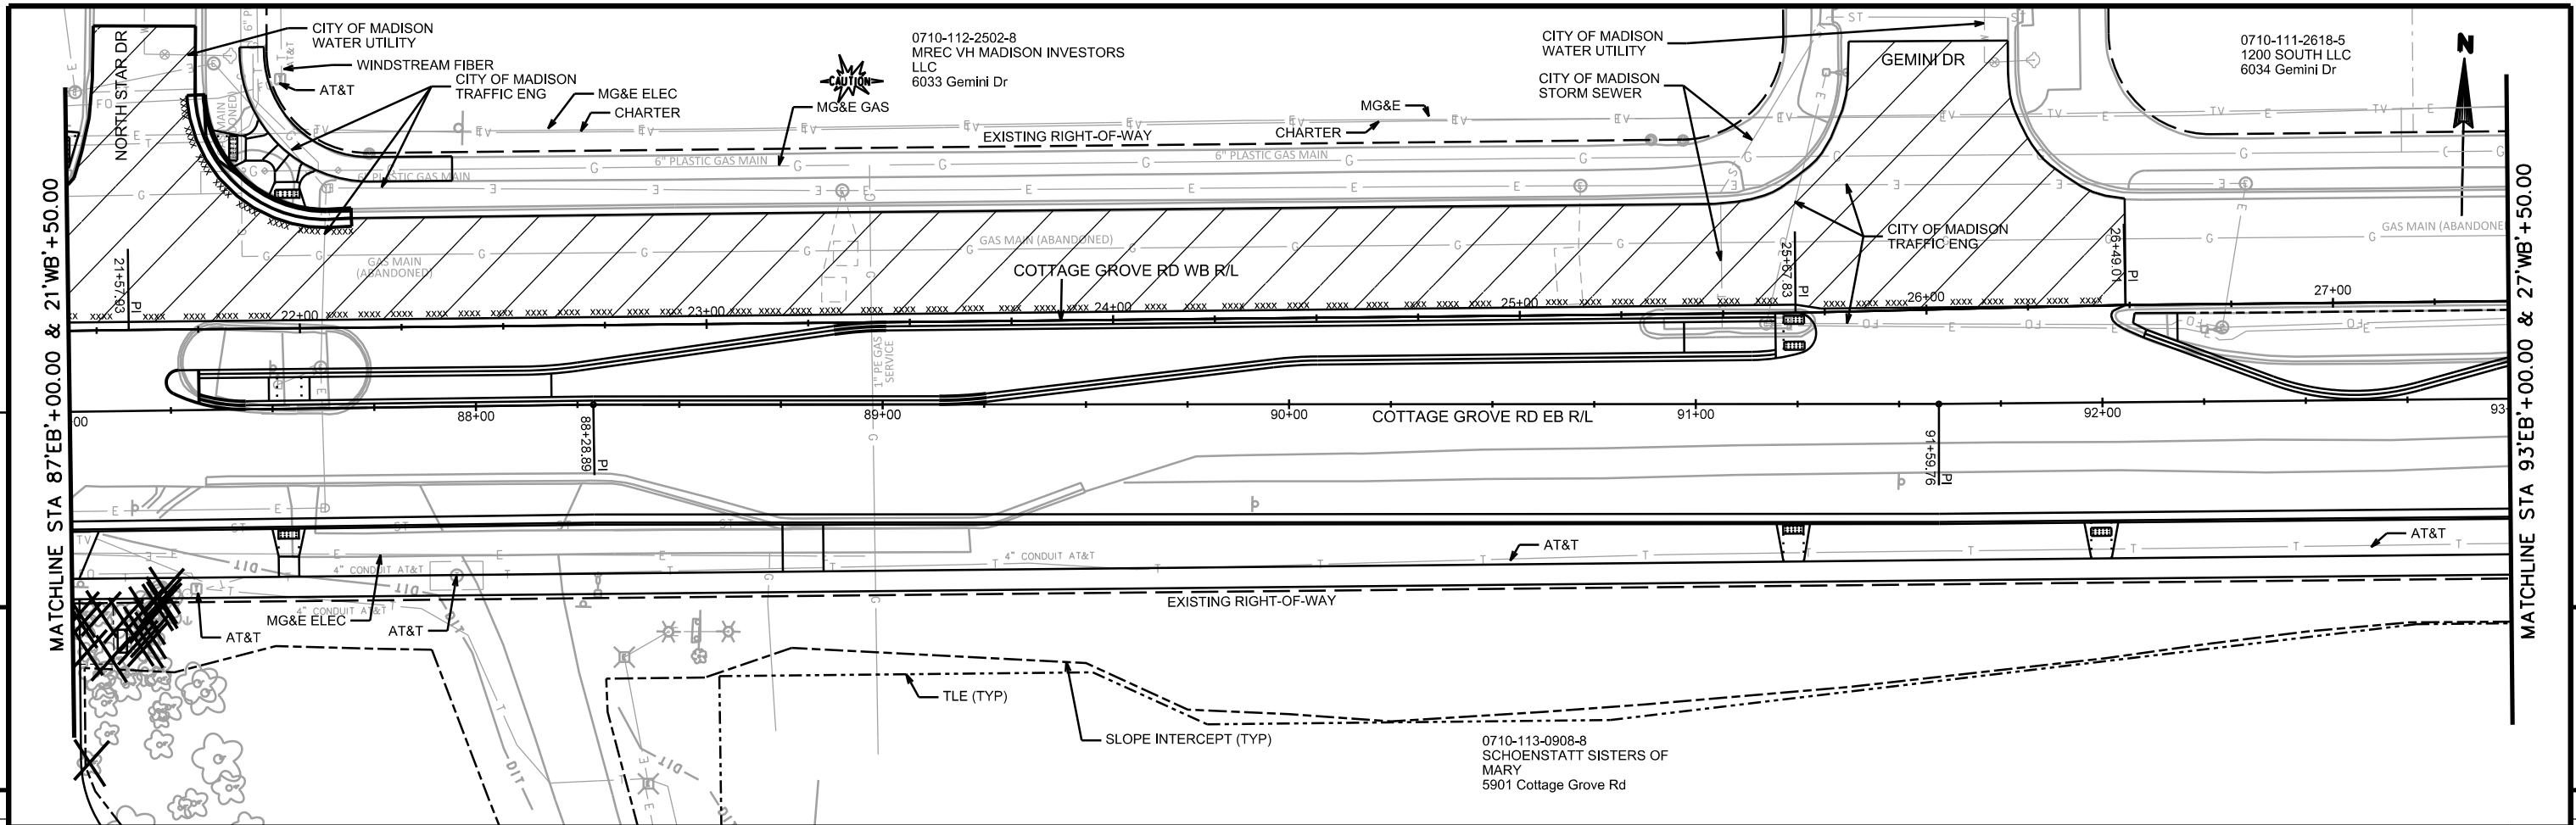 CITY OF MADISON
WATER UTILITY
WINDSTREAM FIBER
AT&T
CITY OF MADISON
TRAFFIC ENG
NORTH STAR DR
MG&E ELEC
CHARTER
CAUTION
0710-112-2502-8
MREC VH MADISON INVESTORS
LLC
6033 Gemini Dr
MG&E GAS
MG&E
CHARTER
EXISTING RIGHT-OF-WAY
CITY OF MADISON
WATER UTILITY
CITY OF MADISON
STORM SEWER
GEMINI DR
0710-111-2618-5
1200 SOUTH LLC
6034 Gemini Dr
N
6" PLASTIC GAS MAIN
6" PLASTIC GAS MAIN
6" PLASTIC GAS MAIN
GAS MAIN
(ABANDONED)
GAS MAIN (ABANDONED)
GAS MAIN (ABANDONE
CITY OF MADISON
TRAFFIC ENG
COTTAGE GROVE RD WB R/L
21+57.93
PI
22+00
23+00
24+00
25+00
25+67.83
PI
26+00
26+49.01
PI
27+00
1" PE GAS
SERVICE
00
88+00
88+28.89
PI
89+00
90+00
COTTAGE GROVE RD EB R/L
91+00
91+59.76
PI
92+00
93
MATCHLINE STA 87'EB'+00.00 & 21'WB'+50.00
MATCHLINE STA 93'EB'+00.00 & 27'WB'+50.00
4" CONDUIT AT&T
4" CONDUIT AT&T
4" CONDUIT AT&T
AT&T
AT&T
AT&T
MG&E ELEC
AT&T
EXISTING RIGHT-OF-WAY
DIT
DIT
DIT
DIT
DIT
TLE (TYP)
SLOPE INTERCEPT (TYP)
0710-113-0908-8
SCHOENSTATT SISTERS OF
MARY
5901 Cottage Grove Rd